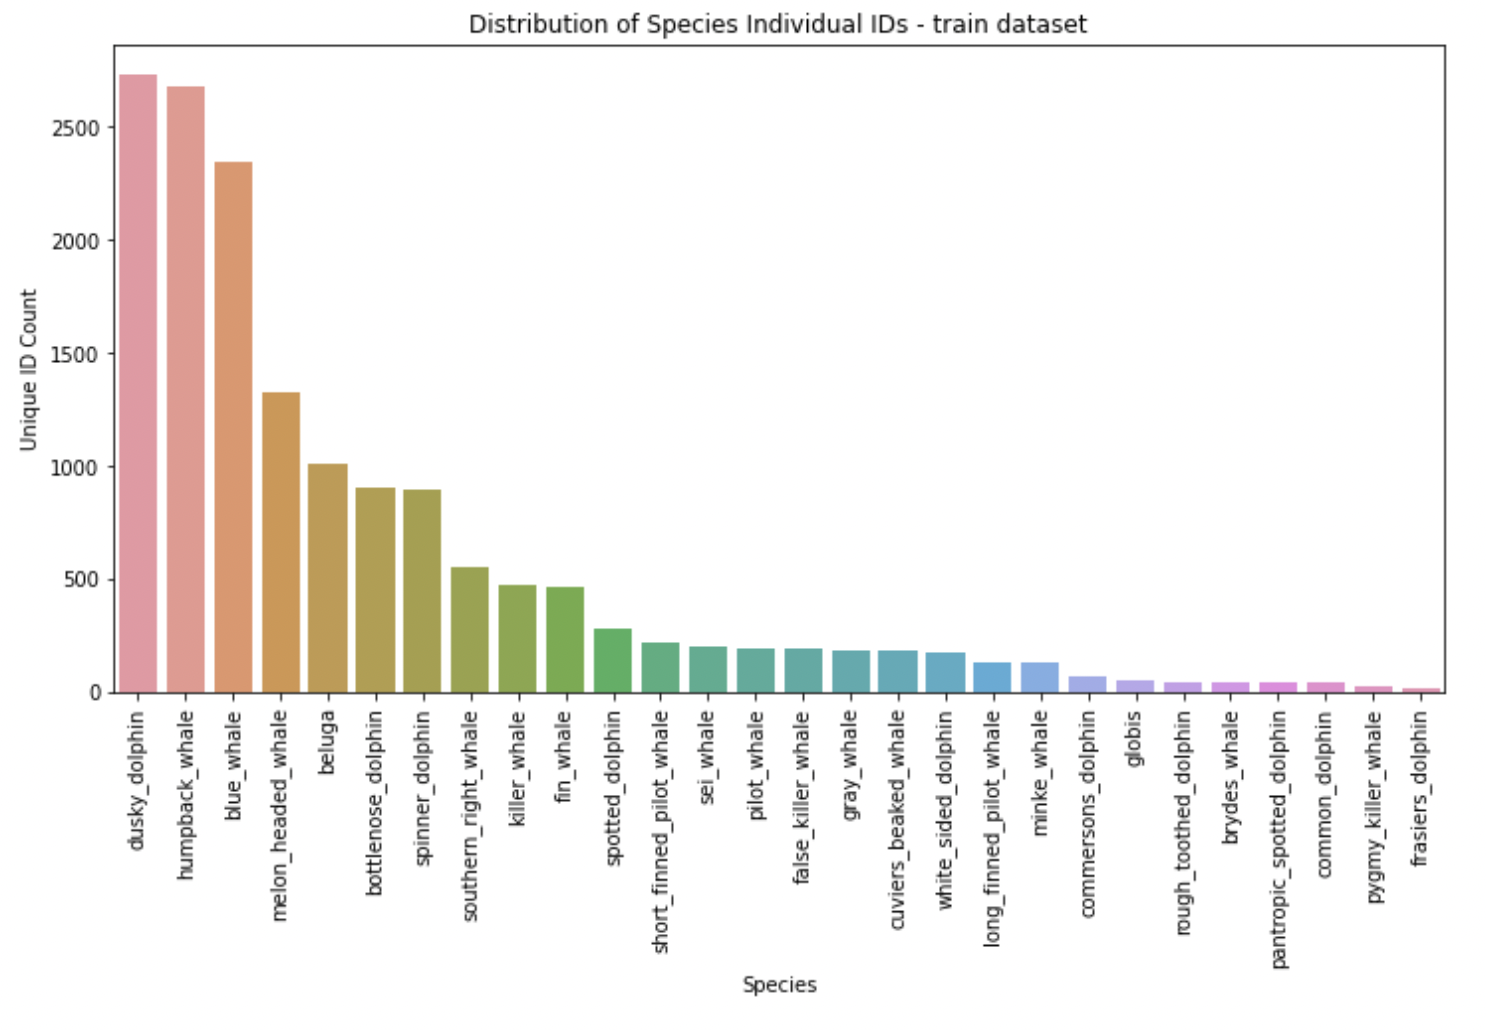 Distribution of Species Individual IDs - train dataset
Unique ID Count
2500
2000
1500
1000
500
0
dusky_dolphin
humpback_whale
blue_whale
melon_headed_whale
beluga
bottlenose_dolphin
spinner_dolphin
southern_right_whale
killer_whale
fin_whale
spotted_dolphin
short_finned_pilot_whale
sei_whale
pilot_whale
false_killer_whale
gray_whale
cuviers_beaked_whale
white_sided_dolphin
long_finned_pilot_whale
minke_whale
commersons_dolphin
globis
rough_toothed_dolphin
brydes_whale
pantropic_spotted_dolphin
common_dolphin
pygmy_killer_whale
frasiers_dolphin
Species